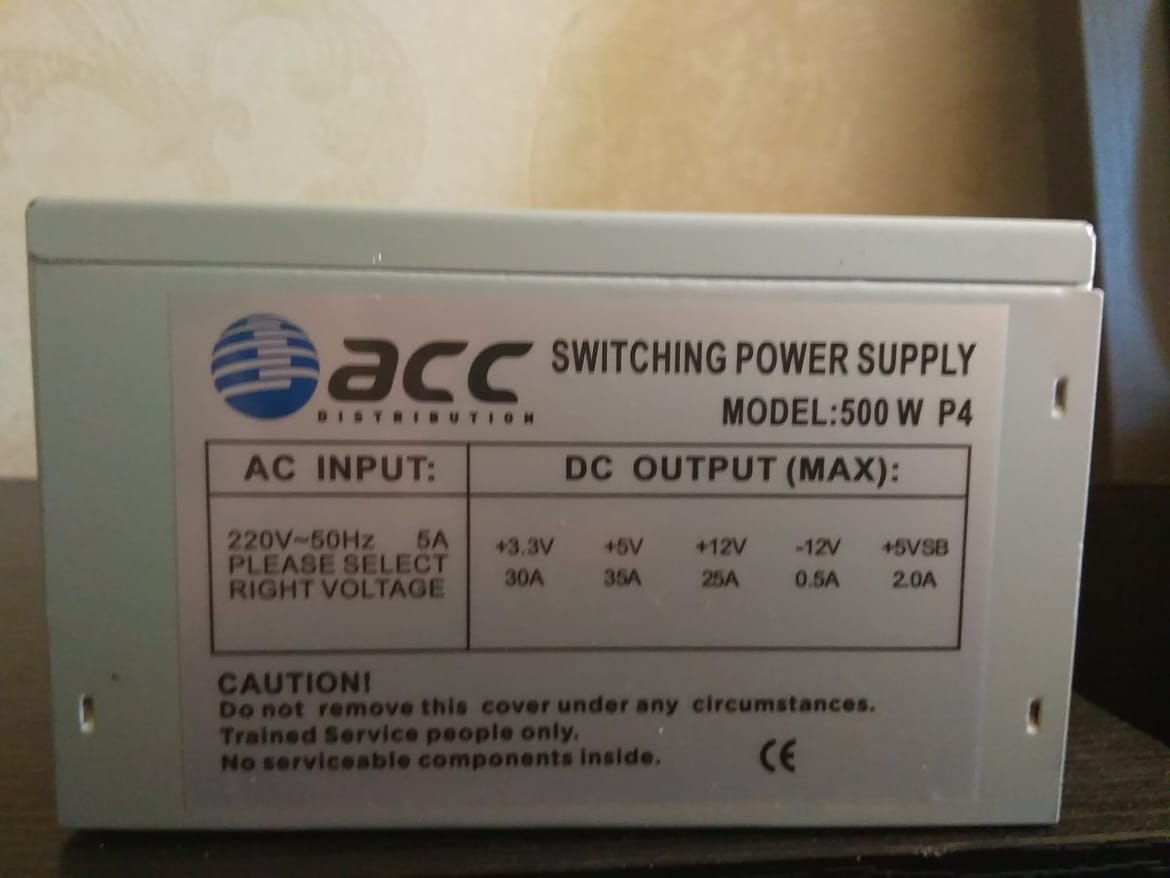 acc
DISTRIBUTION
SWITCHING POWER SUPPLY
MODEL:500 W P4
AC INPUT:
220V~50Hz 5A
PLEASE SELECT
RIGHT VOLTAGE
DC OUTPUT (MAX):
+3.3V +5V +12V -12V +5VSB
30A 35A 25A 0.5A 2.0A
CAUTION!
Do not remove this cover under any circumstances.
Trained Service people only.
No serviceable components inside.
CE